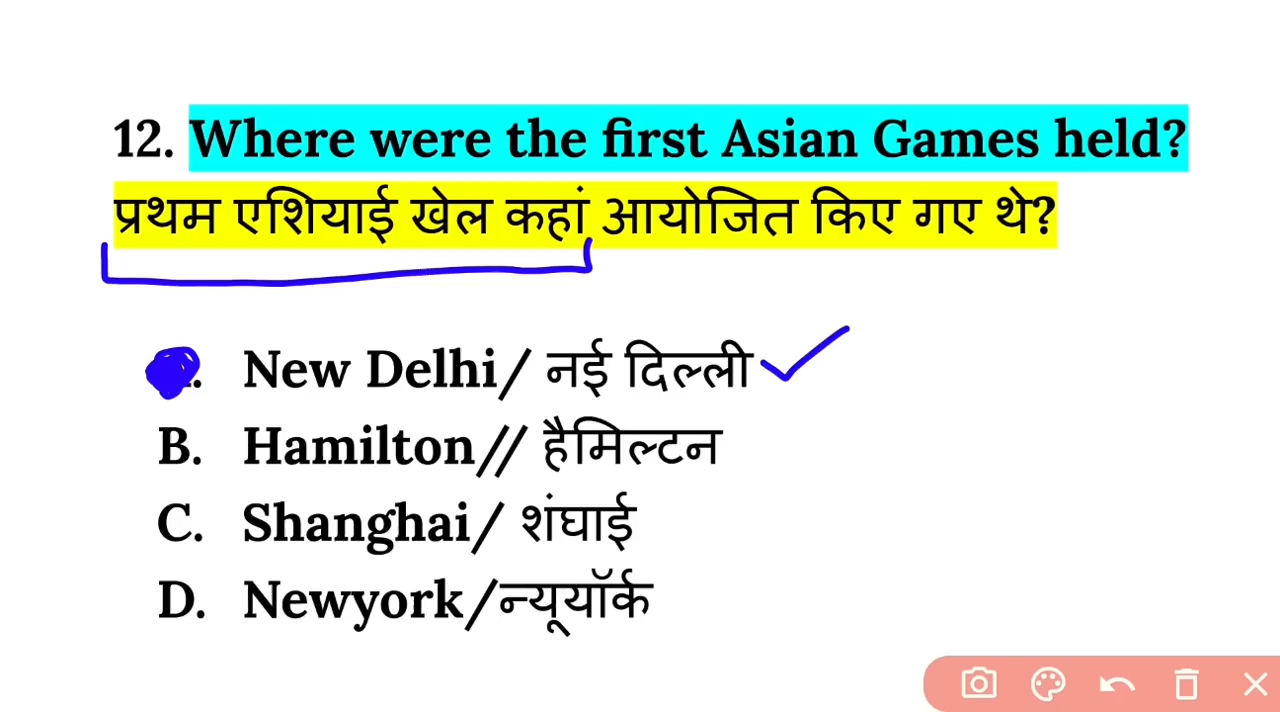 12. Where were the first Asian Games held?
प्रथम एशियाई खेल कहां आयोजित किए गए थे?
New Delhi/ नई दिल्ली
B. Hamilton// हैमिल्टन
C. Shanghai/ शंघाई
D. Newyork/न्यूयॉर्क